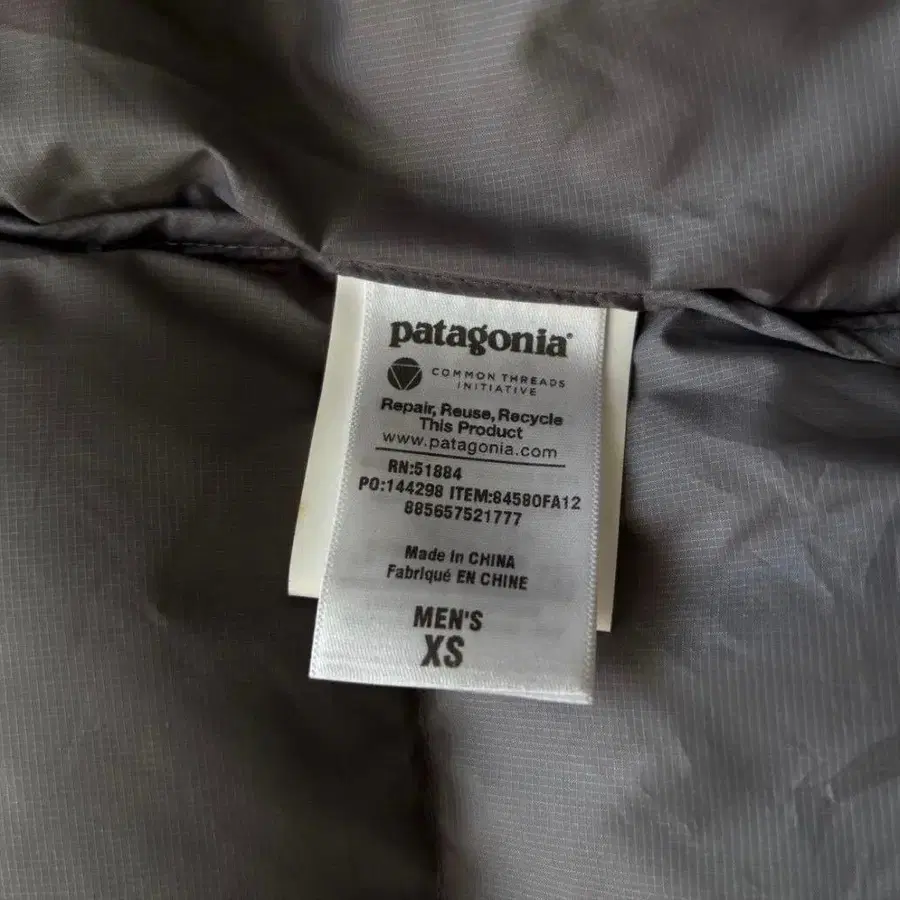 patagonia®
COMMON THREADS
INITIATIVE
Repair, Reuse, Recycle
This Product
www.patagonia.com
RN:51884
PO:144298 ITEM:84580FA12
885657521777
Made in CHINA
Fabriqué EN CHINE
MEN'S
XS